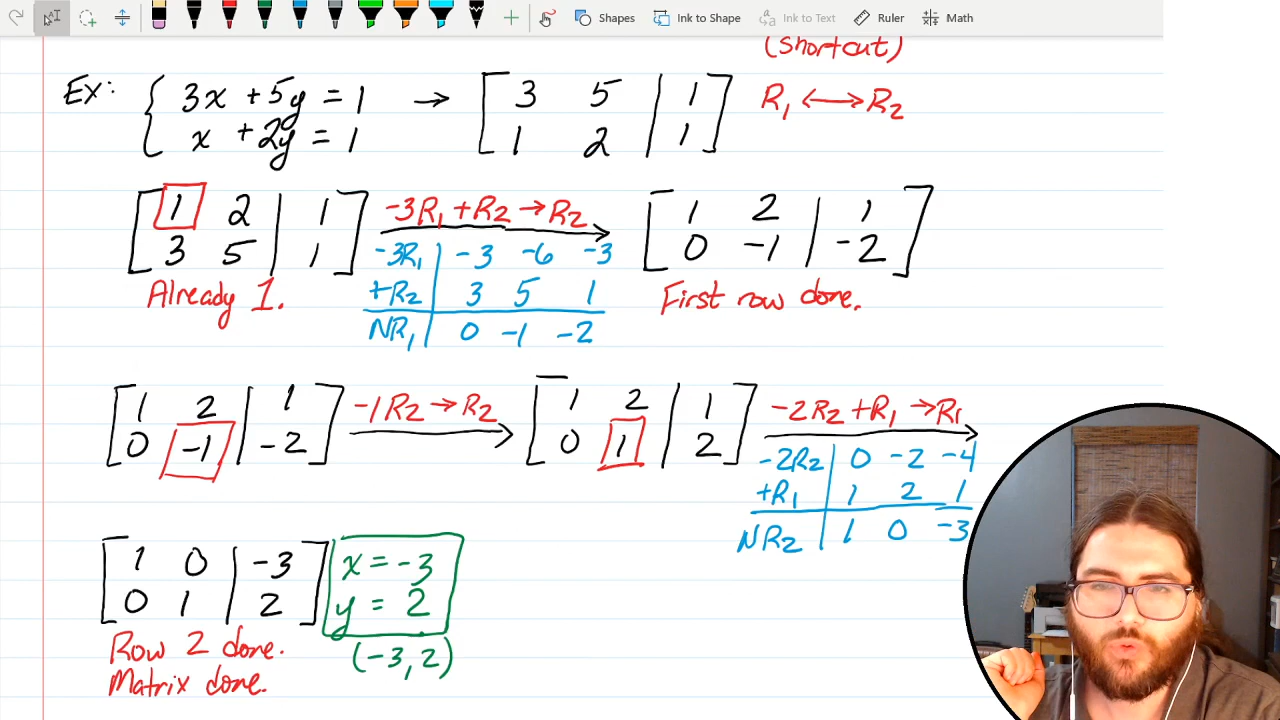 Shapes Ink to Shape Ink to Text Ruler Math
(Shortcut)
Ex: { 3x + 5y = 1 → [ 3 5 | 1 ] R₁ ⟷ R₂
x + 2y = 1 [ 1 2 | 1 ]
[ 1 2 | 1 ] -3R₁ + R₂ → R₂ [ 1 2 | 1 ]
[ 3 5 | 1 ] [ 0 -1 | -2 ]
-3R₁ | -3 -6 -3
Already 1. +R₂ | 3 5 1 First row done.
NR₁ | 0 -1 -2
[ 1 2 | 1 ] -1R₂ → R₂ [ 1 2 | 1 ] -2R₂ + R₁ → R₁
[ 0 -1 | -2 ] [ 0 1 | 2 ]
-2R₂ | 0 -2 -4
+R₁ | 1 2 1
NR₂ | 1 0 -3
[ 1 0 | -3 ] x = -3
[ 0 1 | 2 ] y = 2
Row 2 done. (-3, 2)
Matrix done.